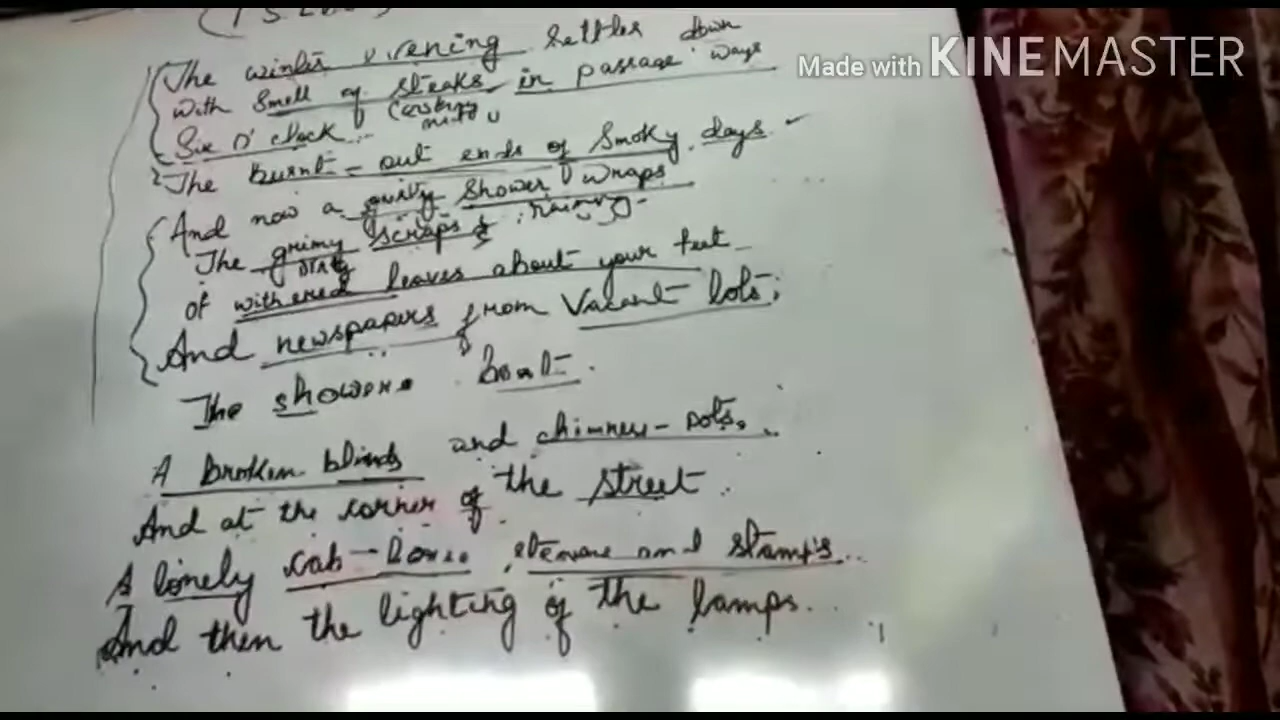 The winter evening settles down
With smell of steaks in passage ways
Cooking
Six O' clock..
The burnt-out ends of Smoky days
And now a gusty shower wraps
raining
The grimy scraps
Dirty
of withered leaves about your feet
And newspapers from Vacant lots;
The showers beat.
A broken blinds and chimney-pots.
And at the corner of the street.
A lonely cab-horse steams and stamps..
And then the lighting of the lamps..
Made with KINEMASTER